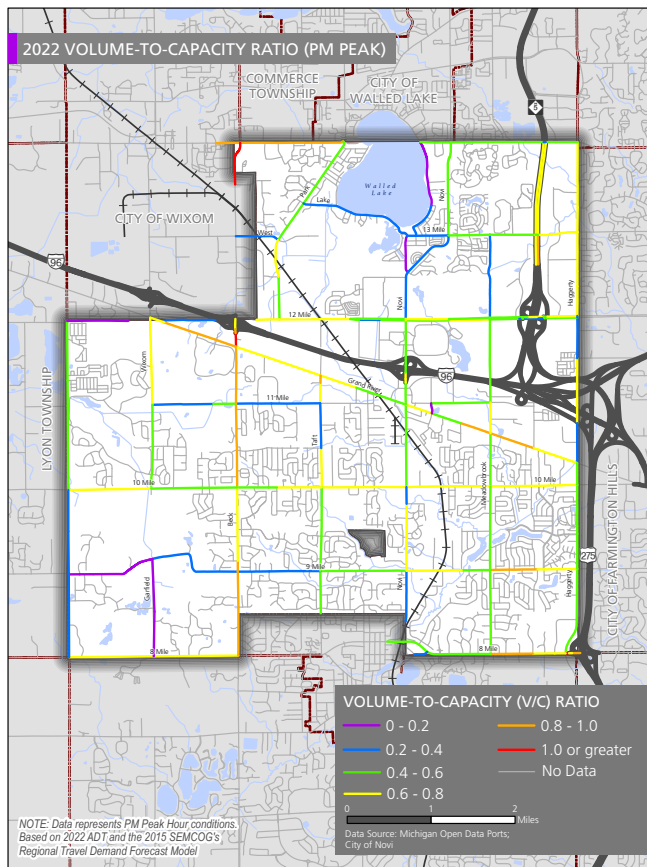 2022 VOLUME-TO-CAPACITY RATIO (PM PEAK)
COMMERCE
TOWNSHIP
CITY OF
WALLED LAKE
5
Walled
Lake
Park
Lake
Novi
CITY OF WIXOM
West
13 Mile
96
Novi
Haggerty
12 Mile
Wixom
LYON TOWNSHIP
Grand River
96
11 Mile
Taft
10 Mile
10 Mile
Meadowbrook
Beck
CITY OF FARMINGTON HILLS
275
9 Mile
Garfield
Novi
Haggerty
8 Mile
8 Mile
VOLUME-TO-CAPACITY (V/C) RATIO
0 - 0.2
0.8 - 1.0
0.2 - 0.4
1.0 or greater
0.4 - 0.6
No Data
0.6 - 0.8
0
1
2
Miles
Data Source: Michigan Open Data Ports;
City of Novi
NOTE: Data represents PM Peak Hour conditions.
Based on 2022 ADT and the 2015 SEMCOG's
Regional Travel Demand Forecast Model